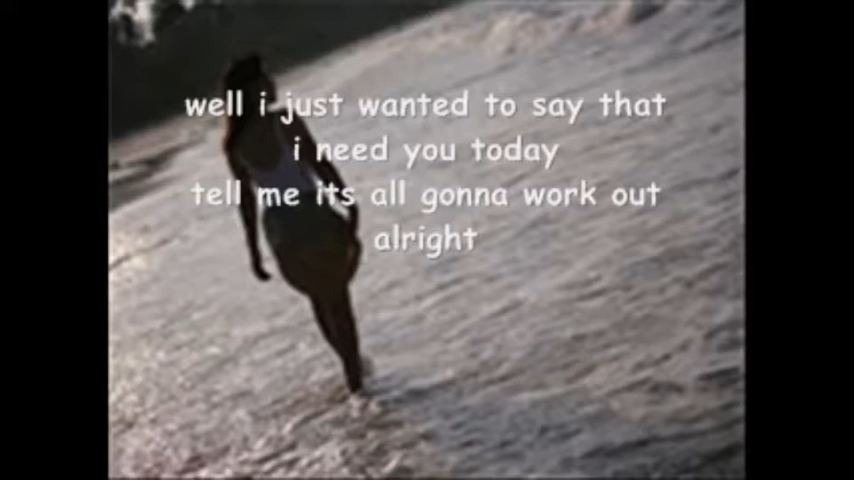 well i just wanted to say that
i need you today
tell me its all gonna work out
alright